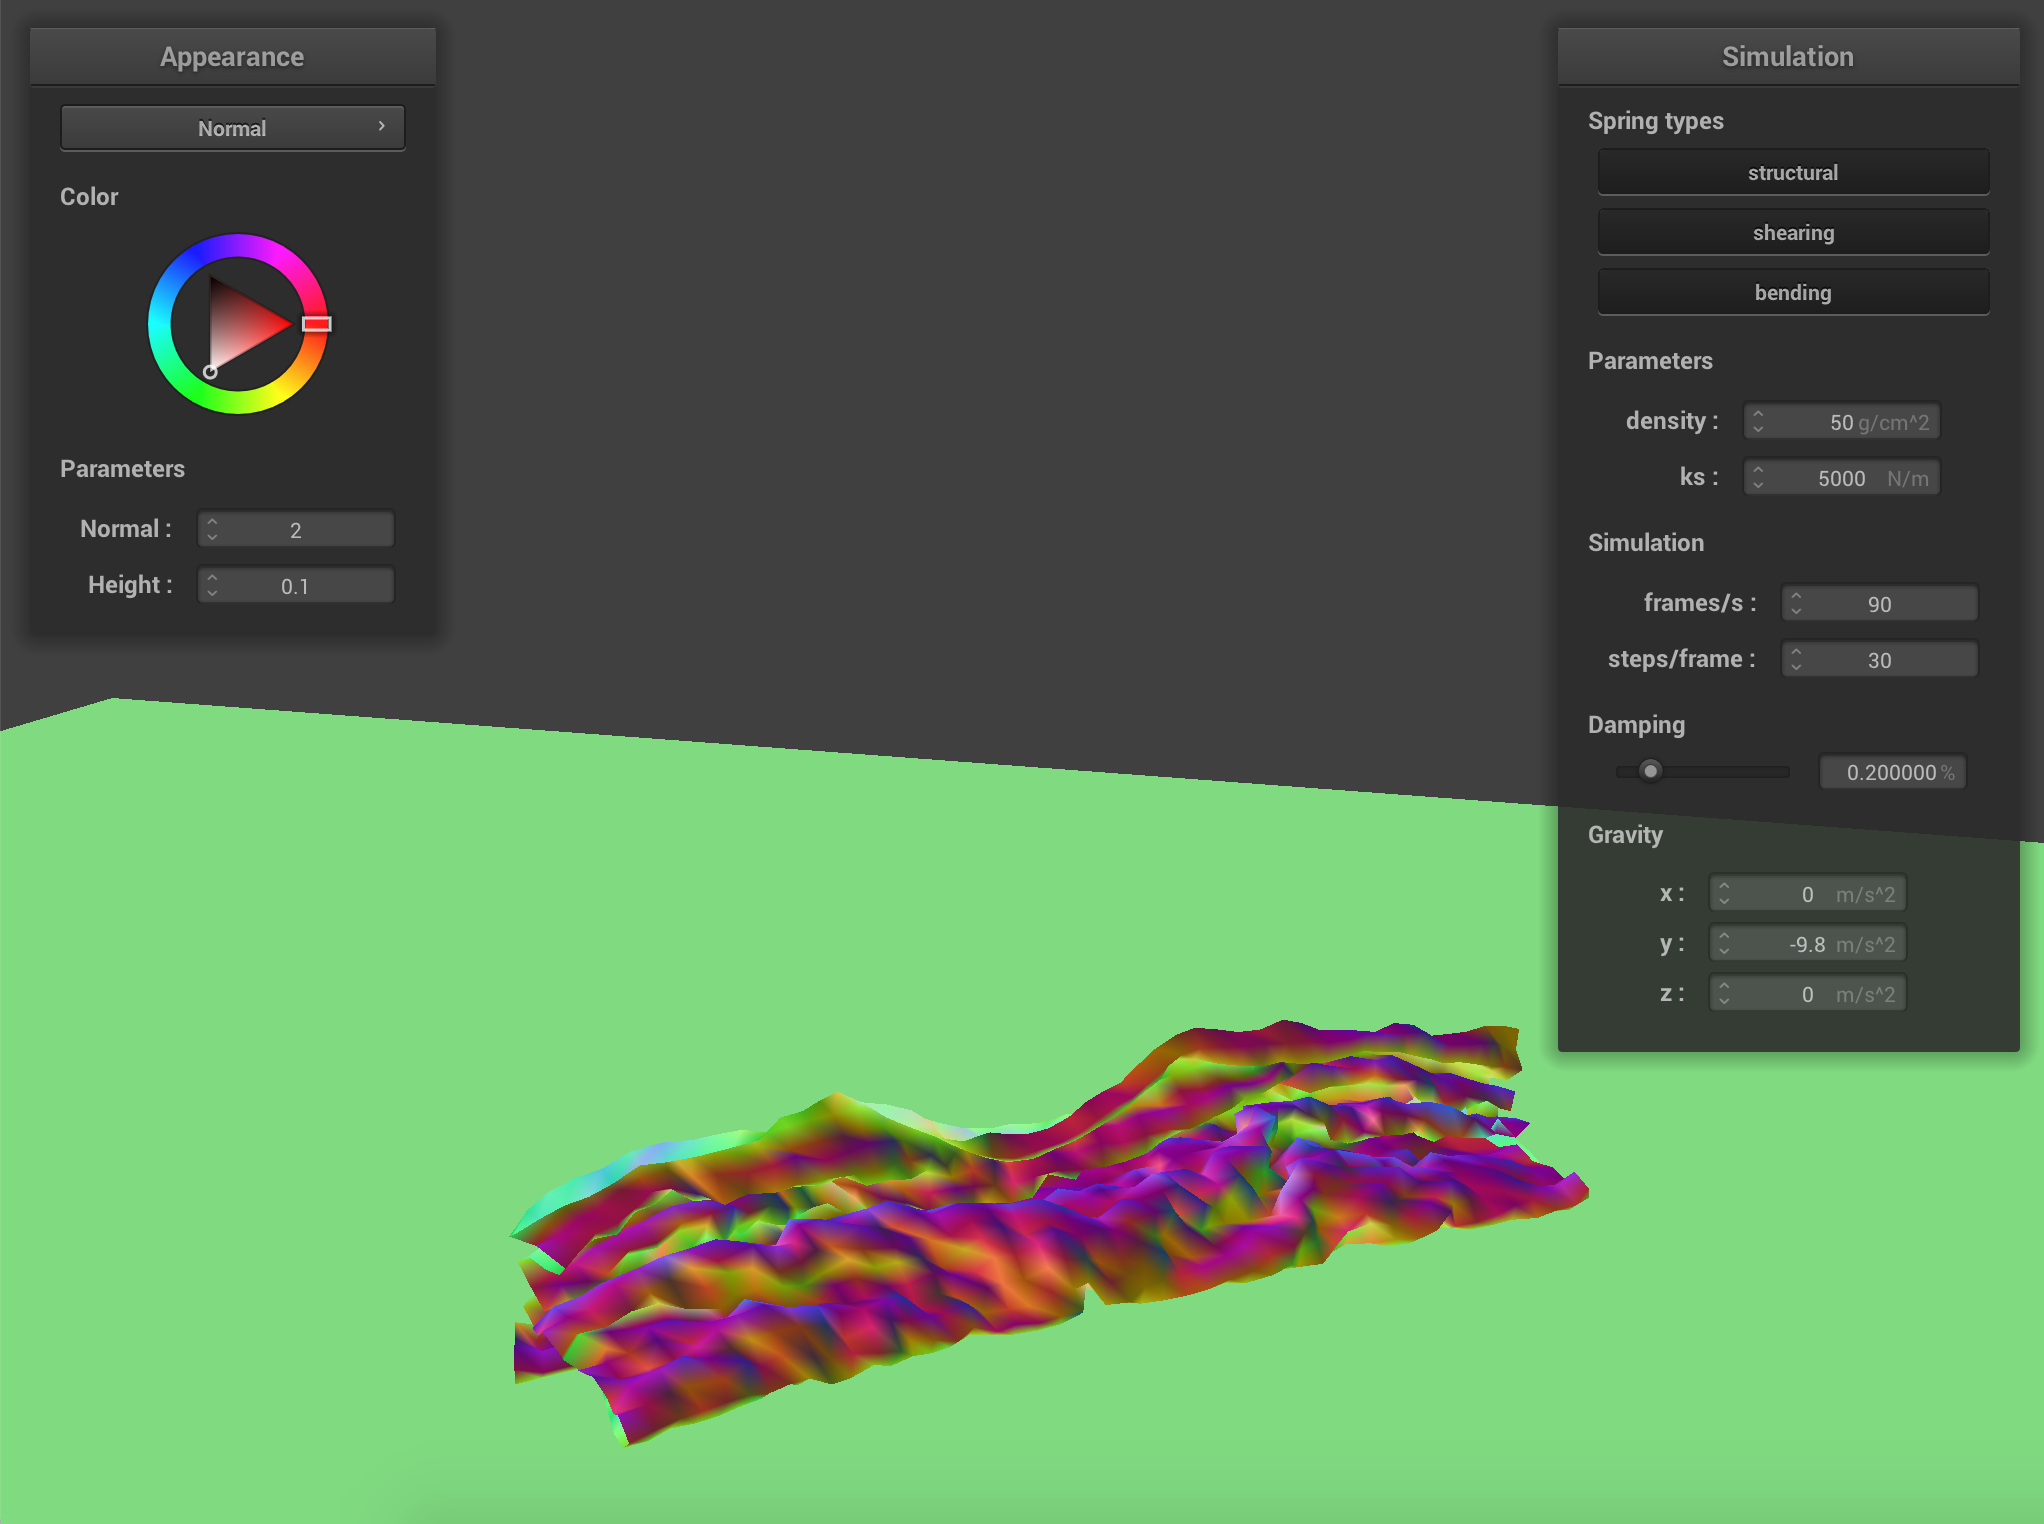 Appearance
Normal
Color
Parameters
Normal : 2
Height : 0.1
Simulation
Spring types
structural
shearing
bending
Parameters
density : 50 g/cm^2
ks : 5000 N/m
Simulation
frames/s : 90
steps/frame : 30
Damping
0.200000 %
Gravity
x : 0 m/s^2
y : -9.8 m/s^2
z : 0 m/s^2